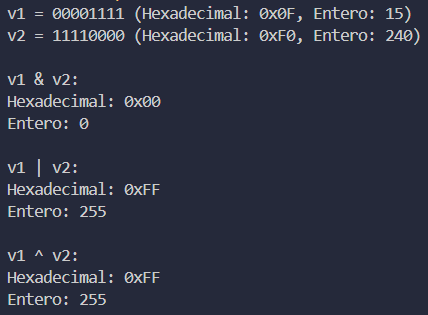 v1 = 00001111 (Hexadecimal: 0x0F, Entero: 15)
v2 = 11110000 (Hexadecimal: 0xF0, Entero: 240)
v1 & v2:
Hexadecimal: 0x00
Entero: 0
v1 | v2:
Hexadecimal: 0xFF
Entero: 255
v1 ^ v2:
Hexadecimal: 0xFF
Entero: 255